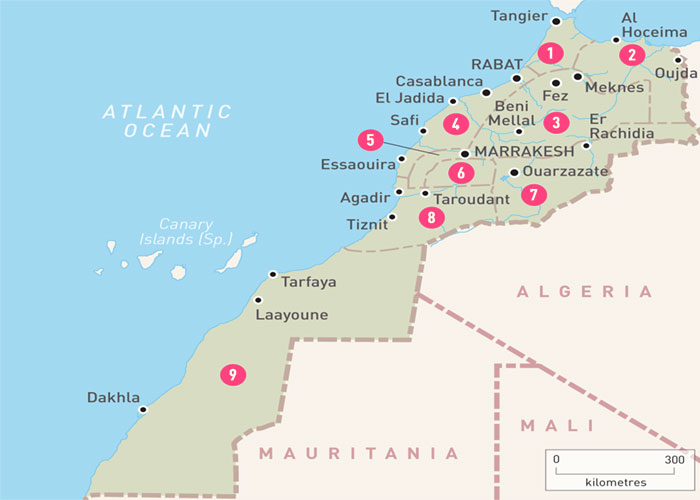 Tangier
Al
Hoceima
1
2
Oujda
RABAT
Casablanca
Meknes
Fez
El Jadida
Beni
Mellal
ATLANTIC
OCEAN
Safi
4
3
Er
Rachidia
5
MARRAKESH
Essaouira
6
Ouarzazate
Agadir
Taroudant
7
Tiznit
8
Canary
Islands (Sp.)
Tarfaya
ALGERIA
Laayoune
9
Dakhla
MALI
MAURITANIA
0 300
kilometres